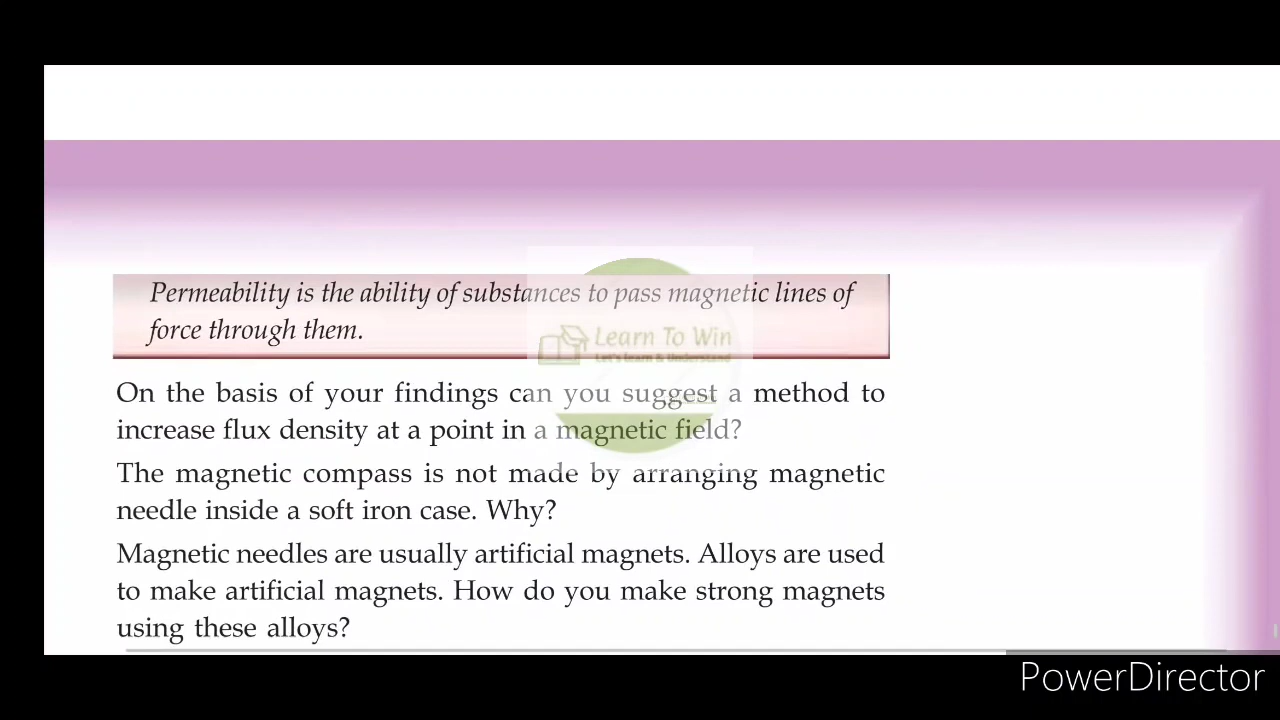 Permeability is the ability of substances to pass magnetic lines of
force through them.
Learn To Win
Let's learn & Understand
On the basis of your findings can you suggest a method to
increase flux density at a point in a magnetic field?
The magnetic compass is not made by arranging magnetic
needle inside a soft iron case. Why?
Magnetic needles are usually artificial magnets. Alloys are used
to make artificial magnets. How do you make strong magnets
using these alloys?
PowerDirector